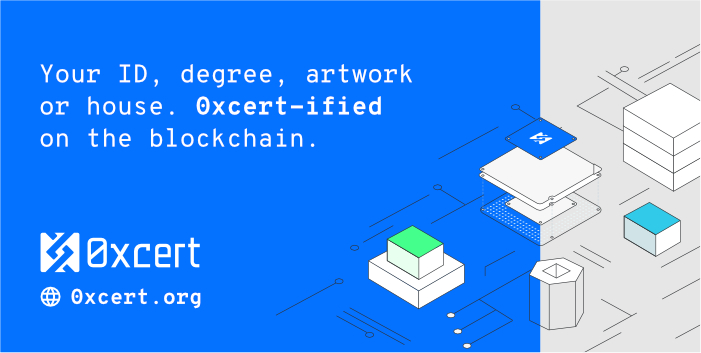 Your ID, degree, artwork
or house. 0xcert-ified
on the blockchain.
0xcert
0xcert.org